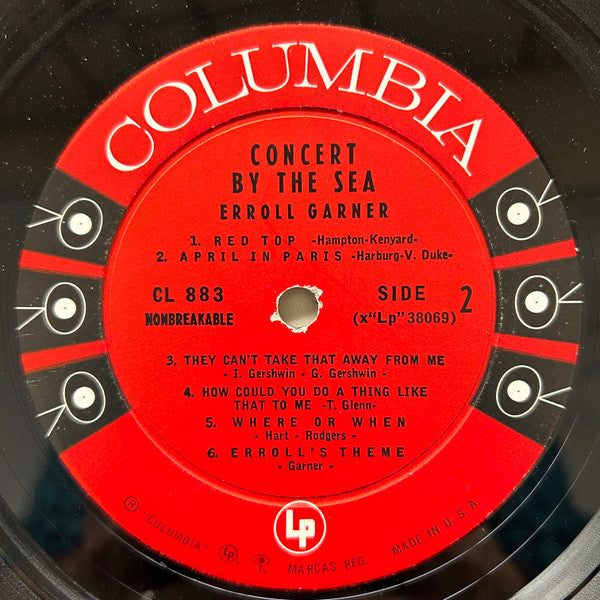 COLUMBIA
CONCERT
BY THE SEA
ERROLL GARNER
1. RED TOP -Hampton-Kenyard-
2. APRIL IN PARIS -Harburg-V. Duke-
CL 883
NONBREAKABLE
SIDE 2
(x"Lp"38069)
3. THEY CAN'T TAKE THAT AWAY FROM ME
- I. Gershwin - G. Gershwin -
4. HOW COULD YOU DO A THING LIKE
THAT TO ME -T. Glenn-
5. WHERE OR WHEN
- Hart - Rodgers -
6. ERROLL'S THEME
- Garner -
Lp
® "COLUMBIA" Lp MARCAS REG. MADE IN U.S.A